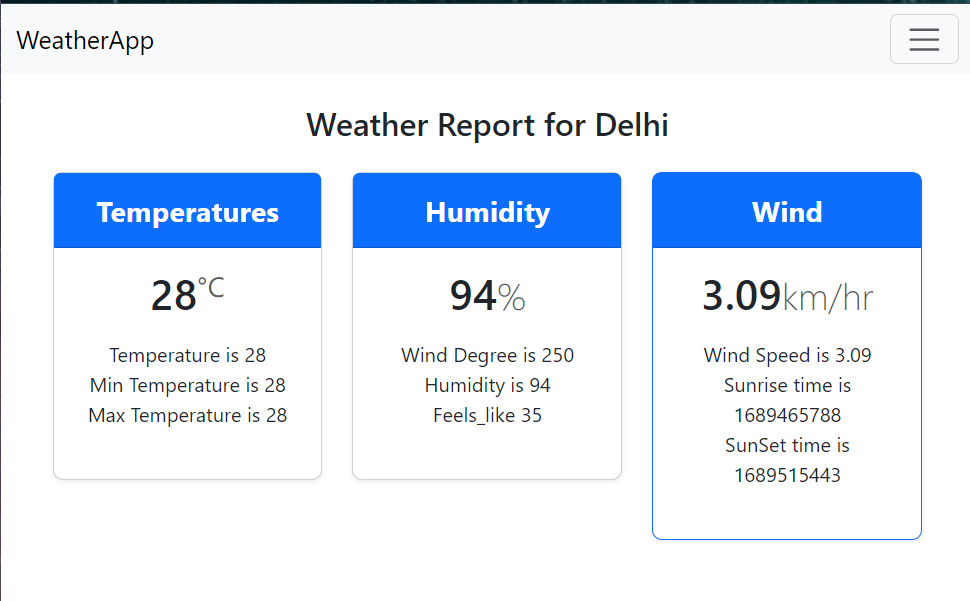 WeatherApp
Weather Report for Delhi
Temperatures
28°C
Temperature is 28
Min Temperature is 28
Max Temperature is 28
Humidity
94%
Wind Degree is 250
Humidity is 94
Feels_like 35
Wind
3.09km/hr
Wind Speed is 3.09
Sunrise time is
1689465788
SunSet time is
1689515443